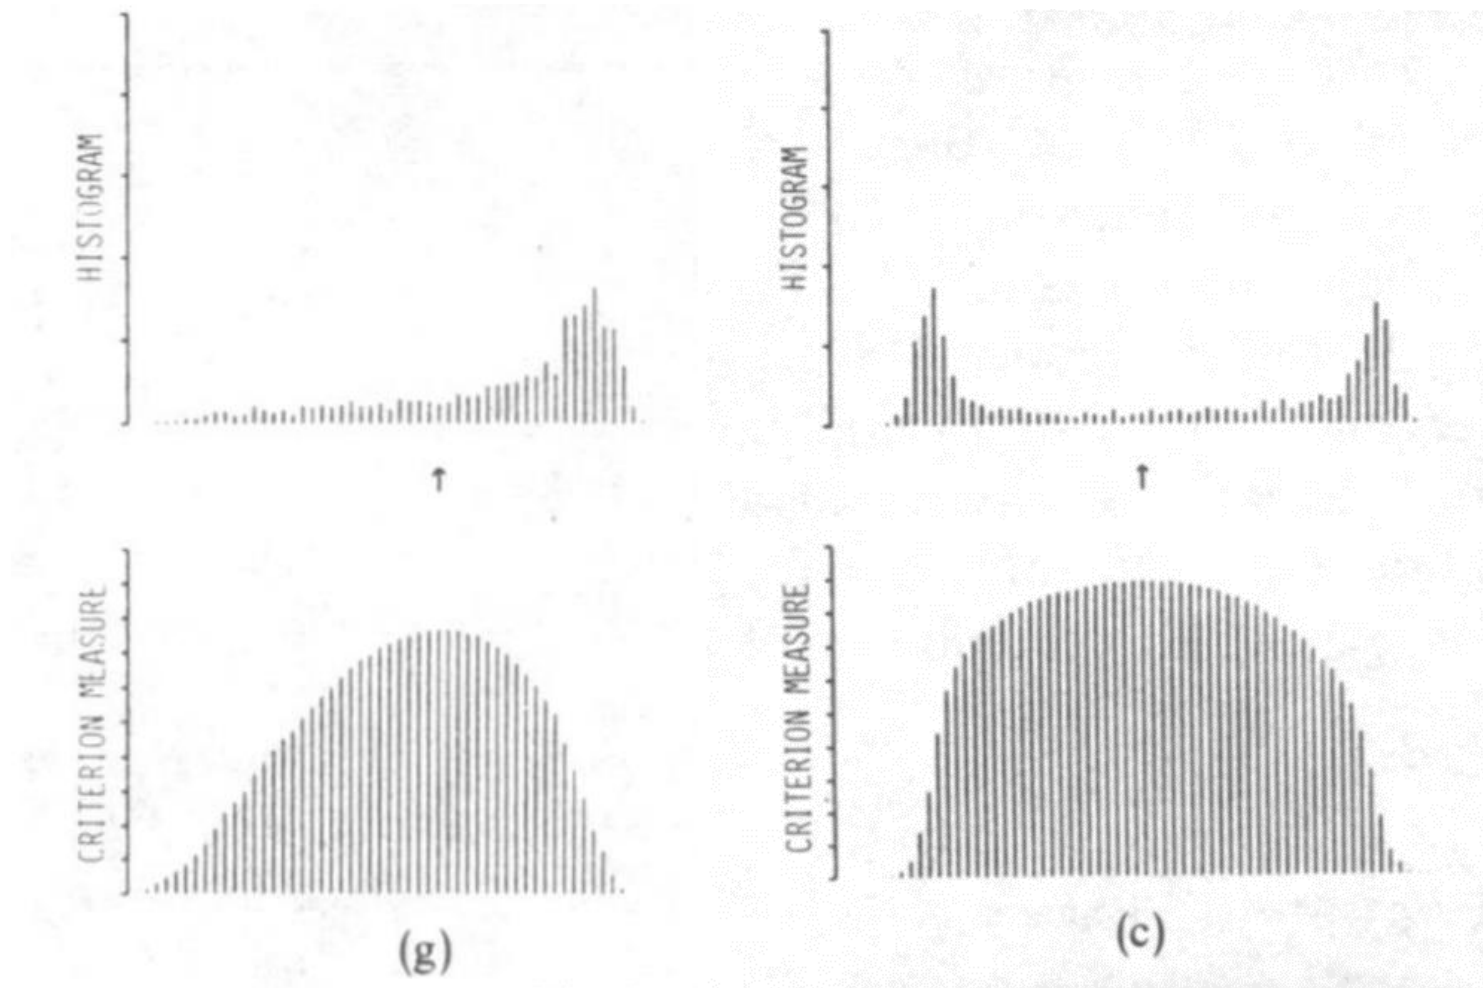 HISTOGRAM
HISTOGRAM
↑
↑
CRITERION MEASURE
CRITERION MEASURE
(g)
(c)